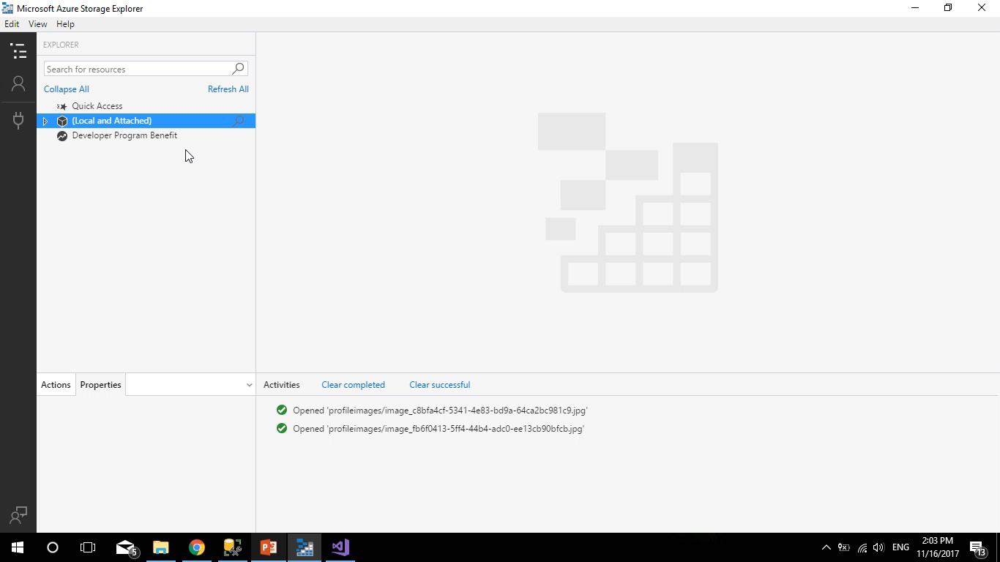 Microsoft Azure Storage Explorer
Edit View Help
EXPLORER
Search for resources
Collapse All Refresh All
Quick Access
(Local and Attached)
Developer Program Benefit
Actions Properties
Activities Clear completed Clear successful
Opened 'profileimages/image_c8bfa4cf-5341-4e83-bd9a-64ca2bc981c9.jpg'
Opened 'profileimages/image_fb6f0413-5ff4-44b4-adc0-ee13cb90bfcb.jpg'
5
ENG
2:03 PM
11/16/2017
13